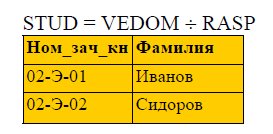 STUD = VEDOM ÷ RASP
Ном_зач_кн Фамилия
02-Э-01 Иванов
02-Э-02 Сидоров